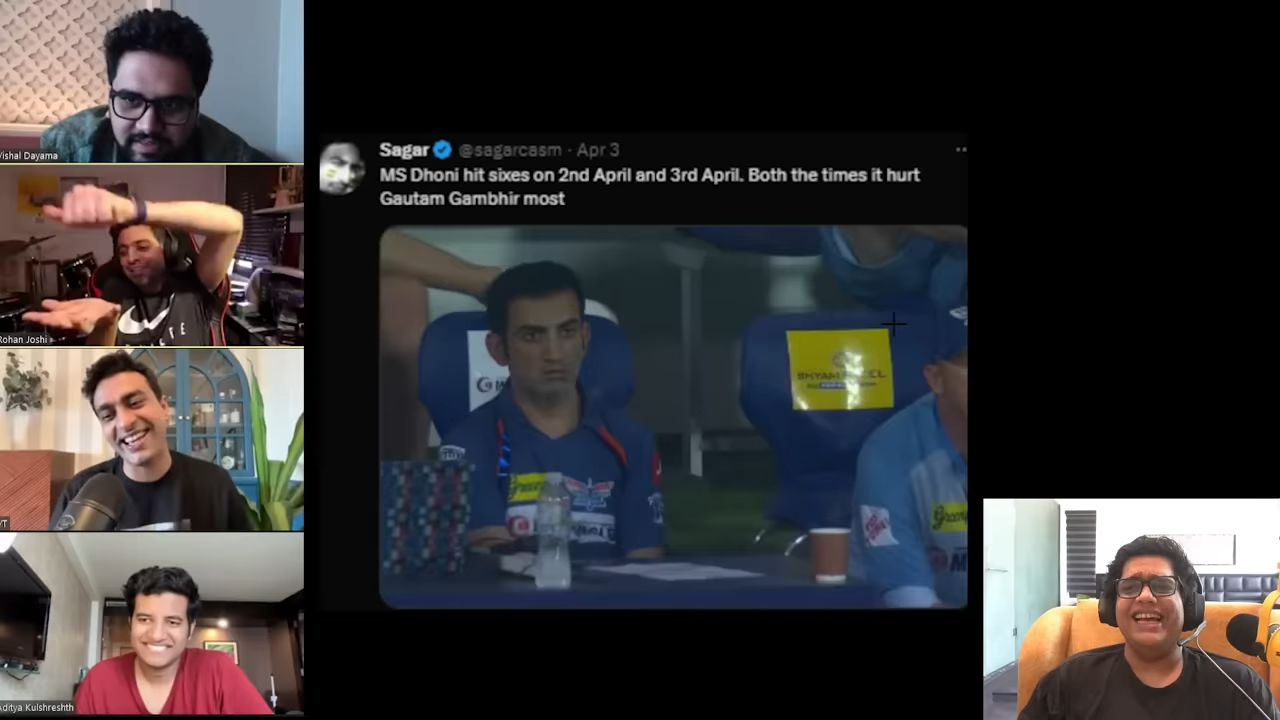 Vishal Dayama
Rohan Joshi
VT
Aditya Kulshreshth
Sagar @sagarcasm · Apr 3
MS Dhoni hit sixes on 2nd April and 3rd April. Both the times it hurt
Gautam Gambhir most
SHYAM STEEL